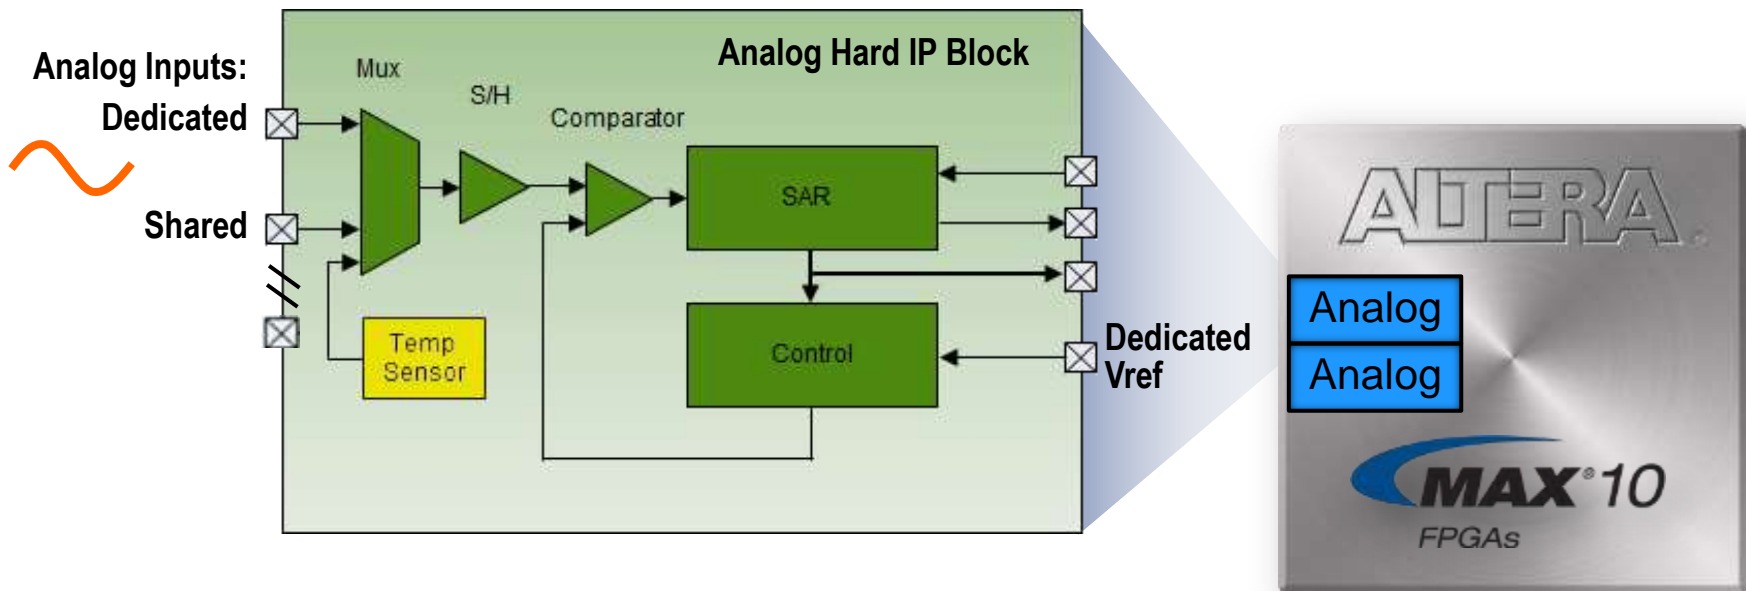 Analog Hard IP Block
Analog Inputs:
Dedicated
Shared
Mux
S/H
Comparator
SAR
Temp
Sensor
Control
Dedicated
Vref
ALTERA
Analog
Analog
MAX® 10
FPGAs